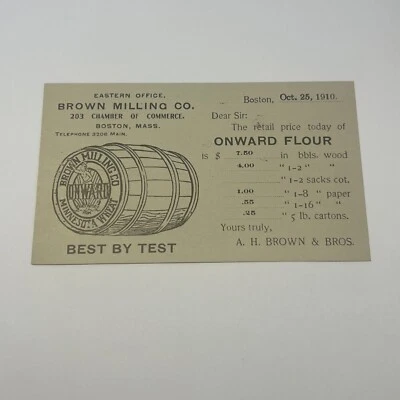 EASTERN OFFICE,
BROWN MILLING CO.
203 CHAMBER OF COMMERCE.
BOSTON, MASS.
TELEPHONE 2206 MAIN.
BROWN MILLING CO
ONWARD
MINNESOTA WHEAT
BEST BY TEST
Boston, Oct. 25, 1910.
Dear Sir:
The retail price today of
ONWARD FLOUR
is $ 7.50 in bbls. wood
4.00 " 1-2 " "
" 1-2 sacks cot.
1.00 " 1-8 " paper
.55 " 1-16 " "
.25 " 5 lb. cartons.
Yours truly,
A. H. BROWN & BROS.